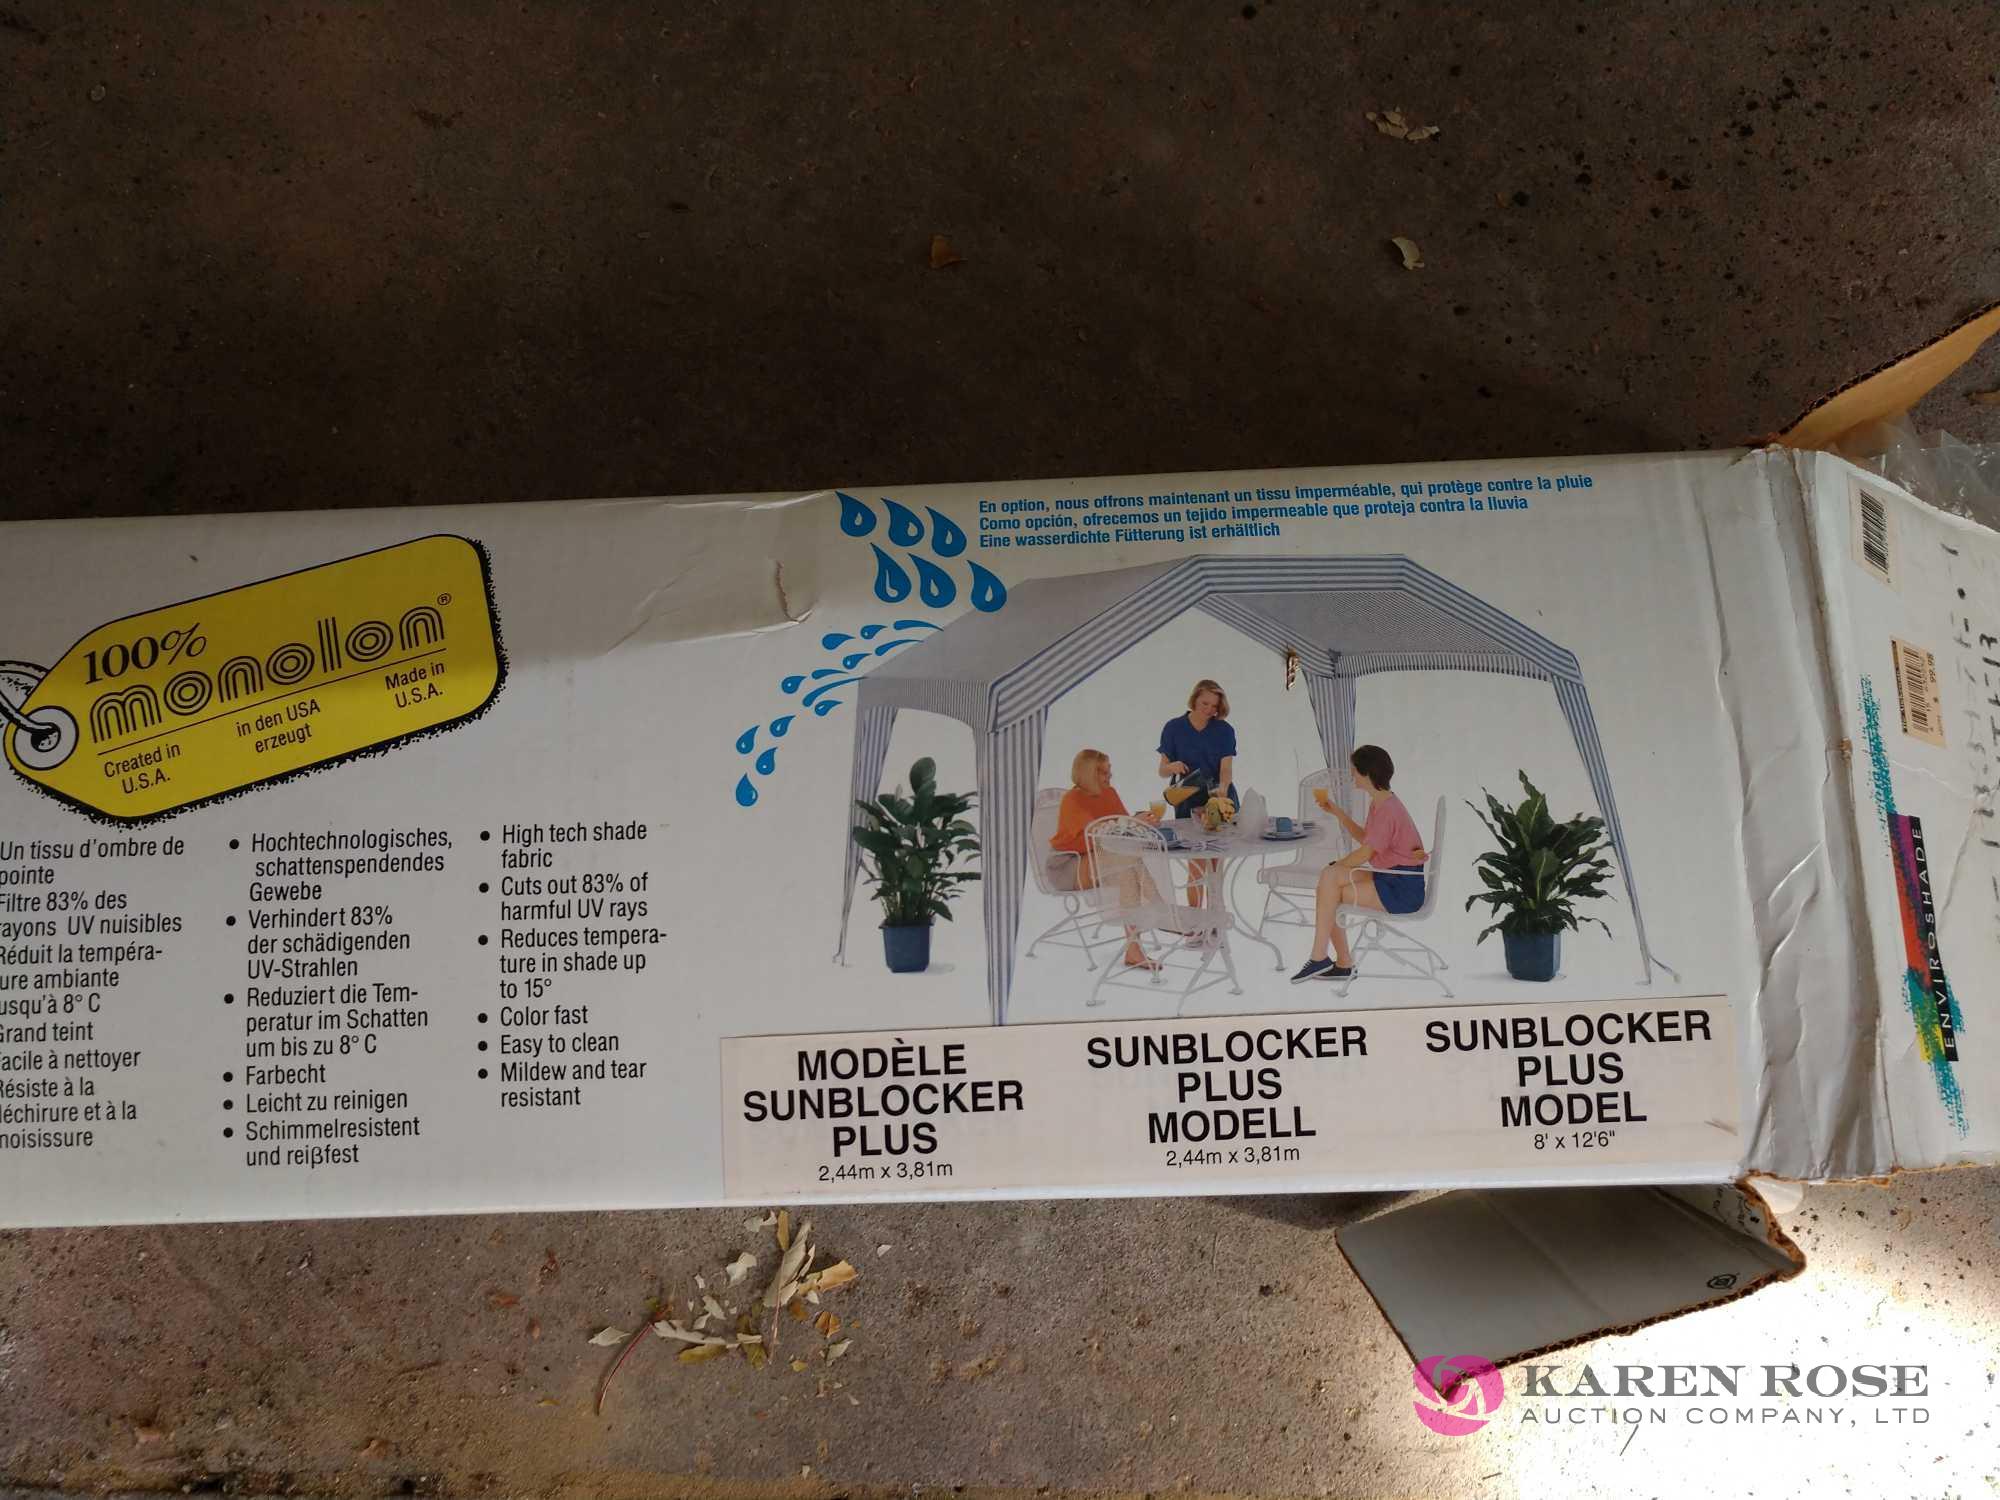 En option, nous offrons maintenant un tissu imperméable, qui protège contre la pluie
Como opción, ofrecemos un tejido impermeable que proteja contra la lluvia
Eine wasserdichte Fütterung ist erhältlich
100%
monolon®
Created in
U.S.A.
in den USA
erzeugt
Made in
U.S.A.
Un tissu d'ombre de
pointe
Filtre 83% des
rayons UV nuisibles
Réduit la tempéra-
ure ambiante
usqu'à 8° C
Grand teint
acile à nettoyer
Résiste à la
échirure et à la
noisissure
• Hochtechnologisches,
schattenspendendes
Gewebe
• Verhindert 83%
der schädigenden
UV-Strahlen
• Reduziert die Tem-
peratur im Schatten
um bis zu 8° C
• Farbecht
• Leicht zu reinigen
• Schimmelresistent
und reißfest
• High tech shade
fabric
• Cuts out 83% of
harmful UV rays
• Reduces tempera-
ture in shade up
to 15°
• Color fast
• Easy to clean
• Mildew and tear
resistant
MODÈLE
SUNBLOCKER
PLUS
2,44m x 3,81m
SUNBLOCKER
PLUS
MODELL
2,44m x 3,81m
SUNBLOCKER
PLUS
MODEL
8' x 12'6"
ENVIROSHADE
99.98
KAREN ROSE
AUCTION COMPANY, LTD